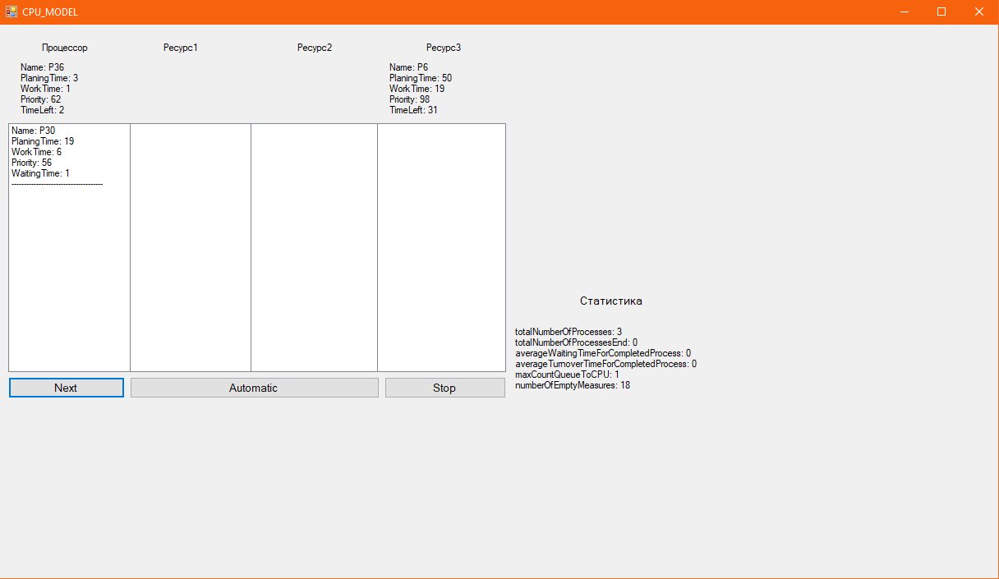 CPU_MODEL
Процессор
Ресурс1
Ресурс2
Ресурс3
Name: P36
PlaningTime: 3
WorkTime: 1
Priority: 62
TimeLeft: 2
Name: P6
PlaningTime: 50
WorkTime: 19
Priority: 98
TimeLeft: 31
Name: P30
PlaningTime: 19
WorkTime: 6
Priority: 56
WaitingTime: 1
-------------------------------------
Статистика
totalNumberOfProcesses: 3
totalNumberOfProcessesEnd: 0
averageWaitingTimeForCompletedProcess: 0
averageTurnoverTimeForCompletedProcess: 0
maxCountQueueToCPU: 1
numberOfEmptyMeasures: 18
Next
Automatic
Stop